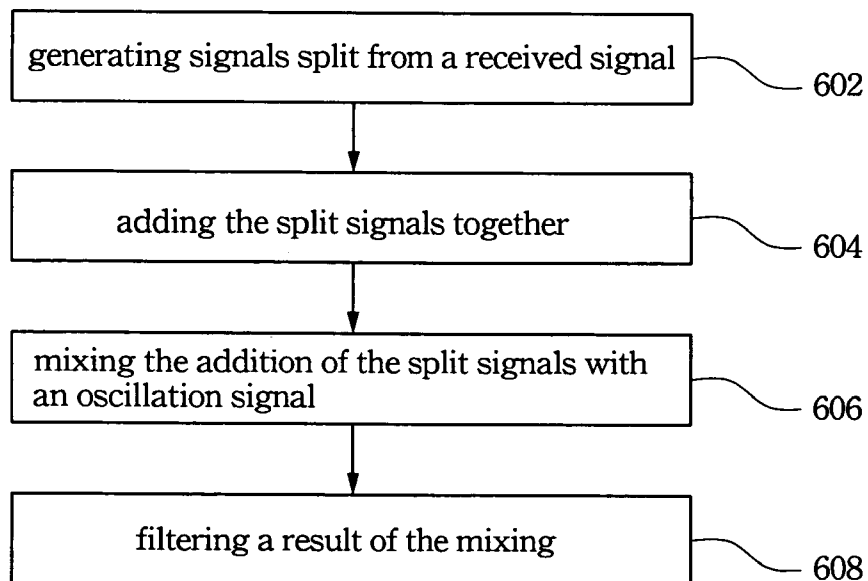 generating signals split from a received signal
602
adding the split signals together
604
mixing the addition of the split signals with
an oscillation signal
606
filtering a result of the mixing
608